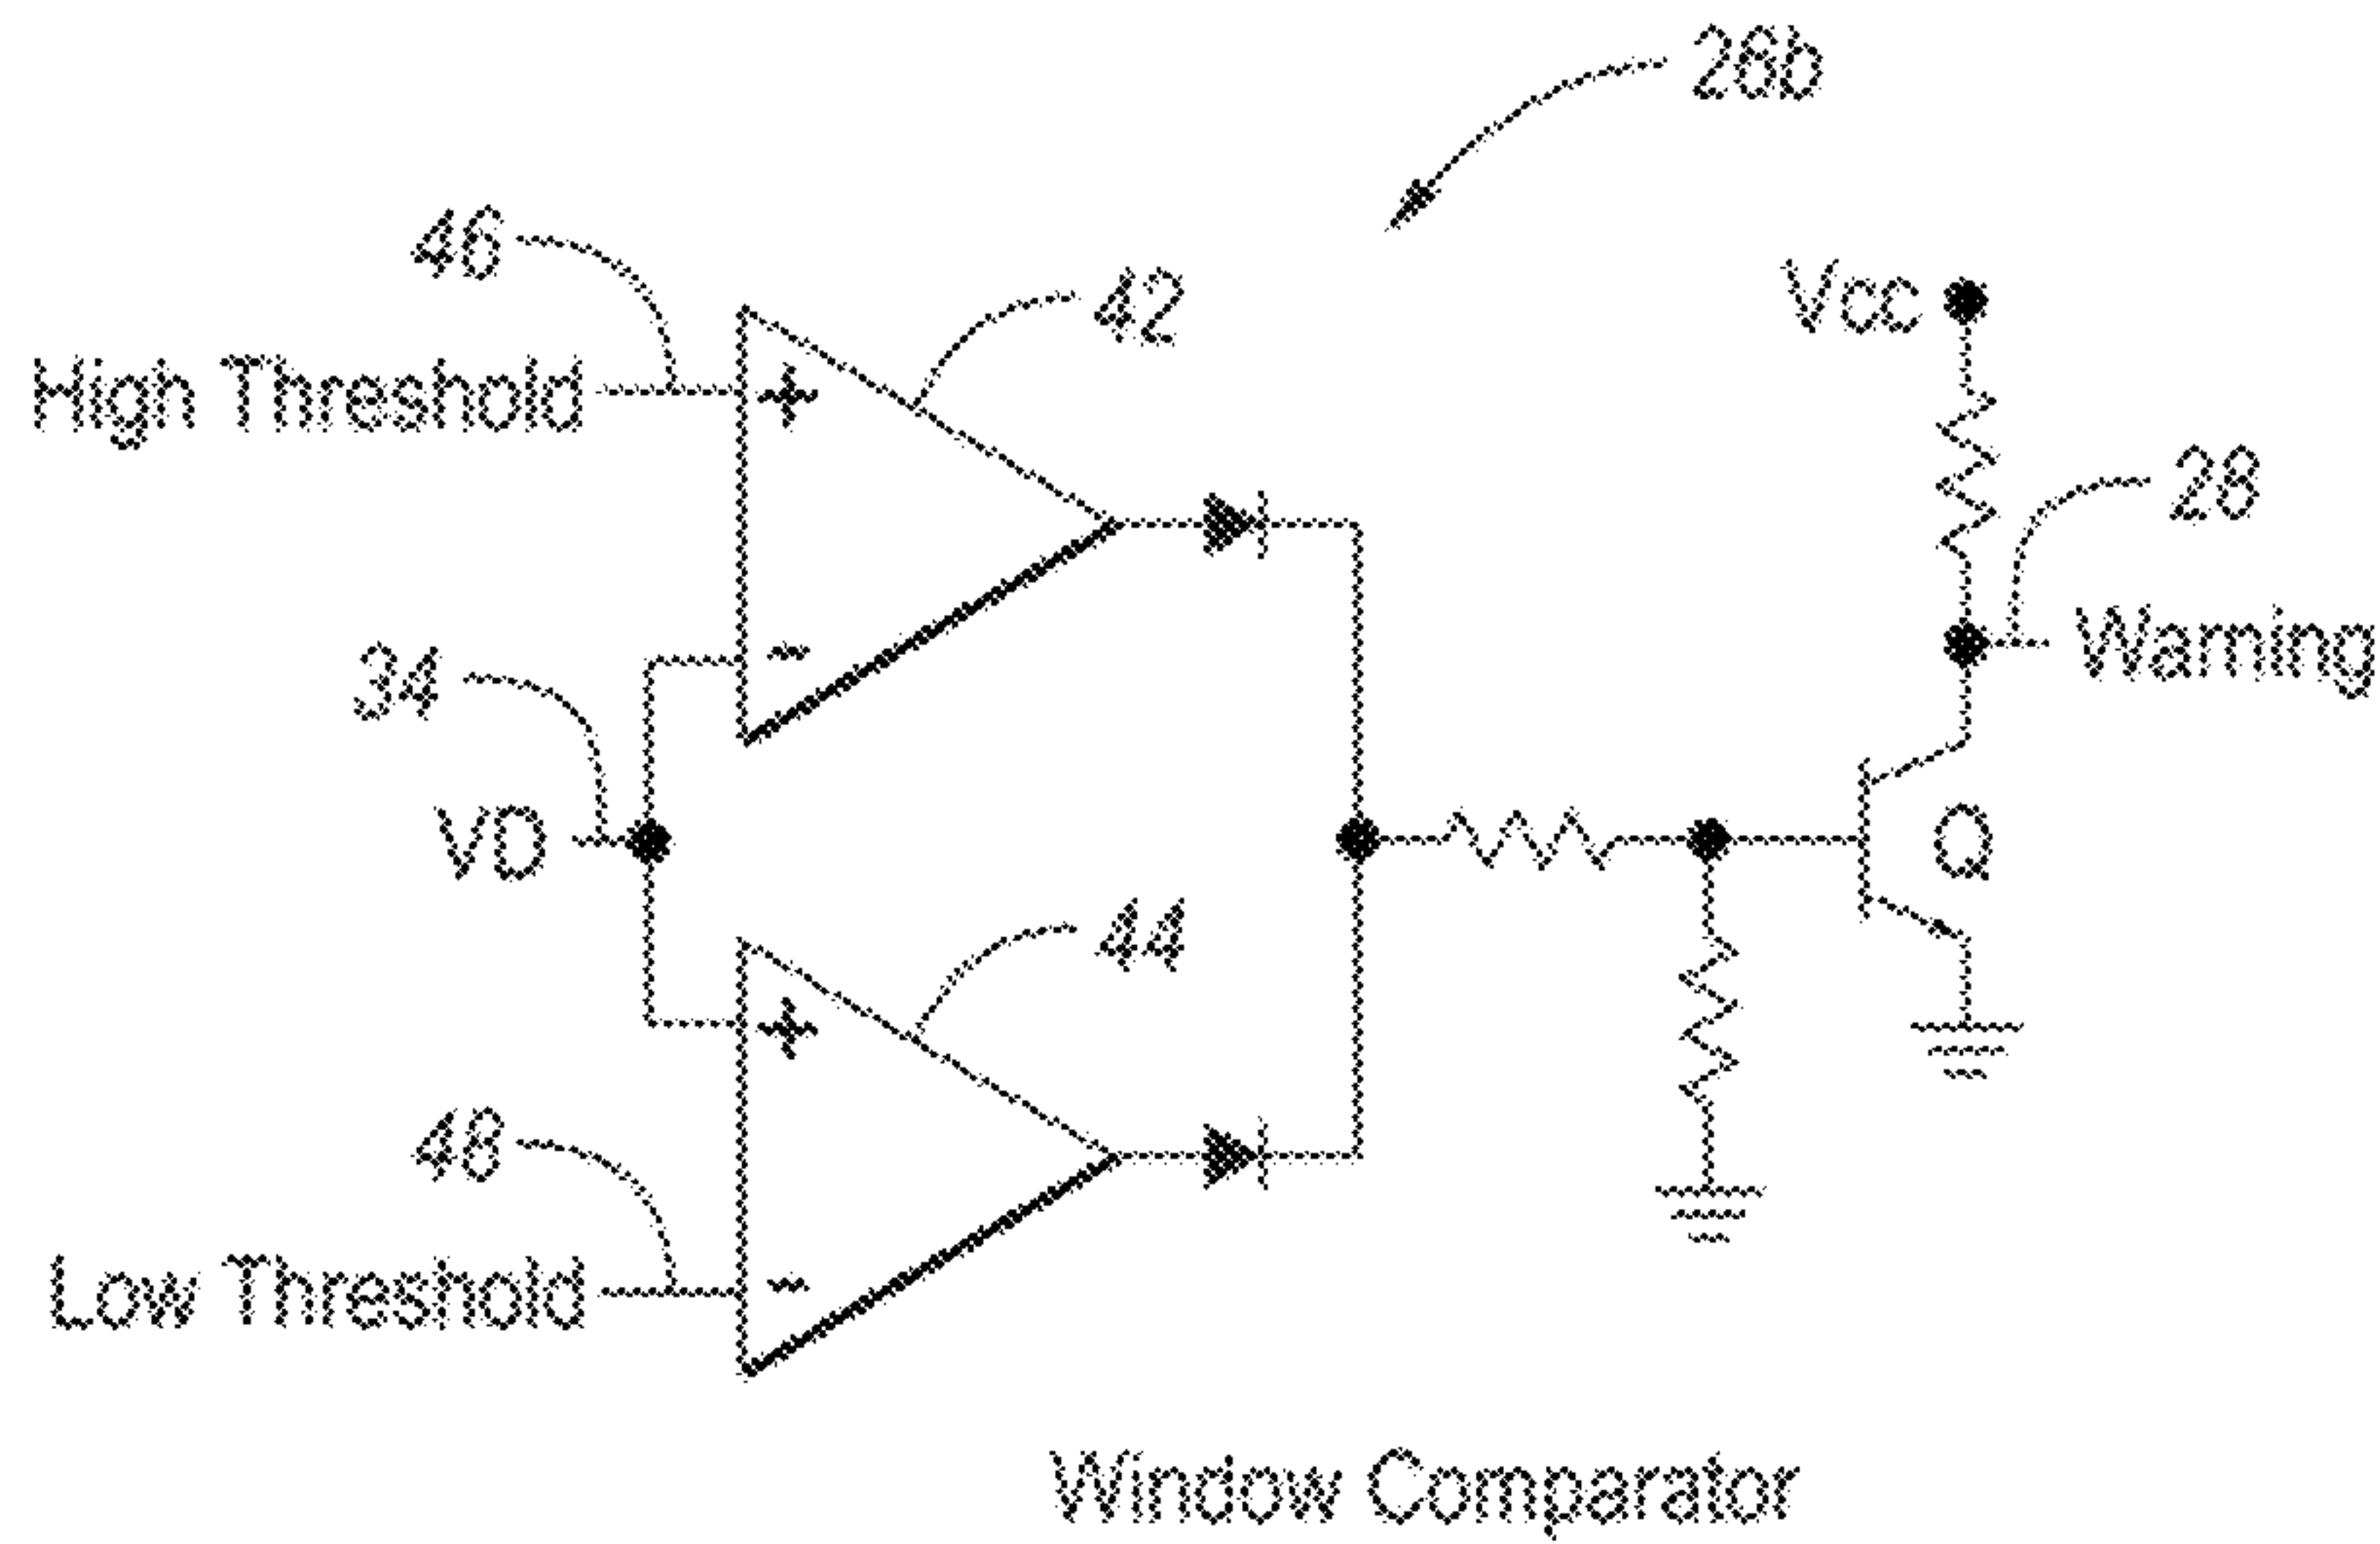 26b
46
42
Vcc
High Threshold
+
28
-
Warning
34
VD
Q
44
+
48
Low Threshold
-
Window Comparator